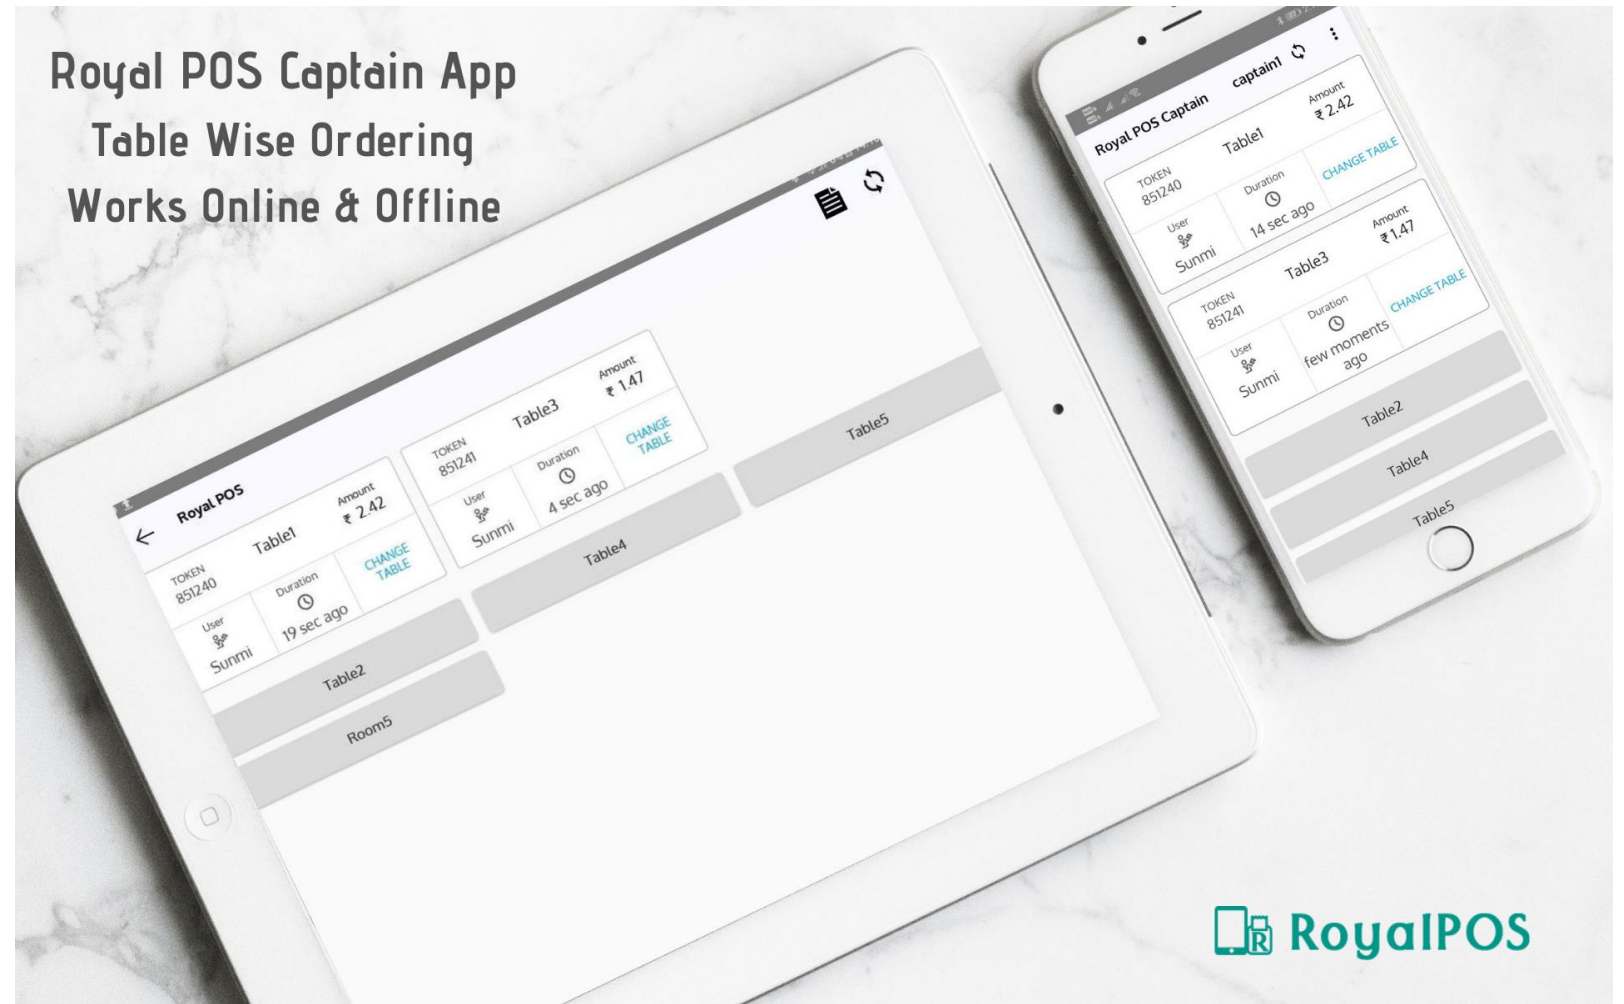 Royal POS Captain App
Table Wise Ordering
Works Online & Offline
Royal POS
Table1
Amount
₹ 2.42
TOKEN
851240
User
Sunmi
Duration
19 sec ago
CHANGE
TABLE
Table3
Amount
₹ 1.47
TOKEN
851241
User
Sunmi
Duration
4 sec ago
CHANGE
TABLE
Table2
Table4
Table5
Room5
Royal POS Captain
captain1
Table1
Amount
₹ 2.42
TOKEN
851240
User
Sunmi
Duration
14 sec ago
CHANGE TABLE
Table3
Amount
₹ 1.47
TOKEN
851241
User
Sunmi
Duration
few moments
ago
CHANGE TABLE
Table2
Table4
Table5
R
RoyalPOS